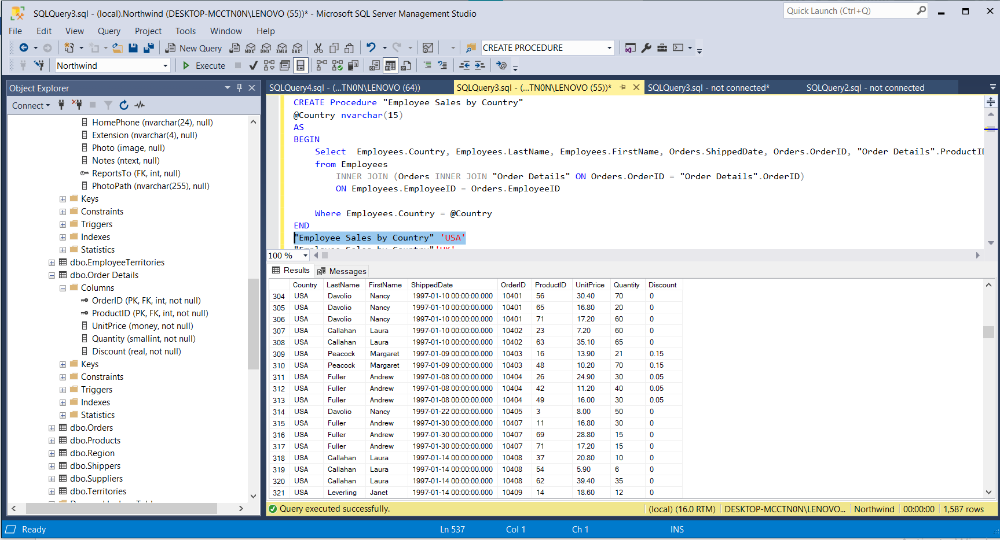 SQLQuery3.sql - (local).Northwind (DESKTOP-MCCTN0N\LENOVO (55))* - Microsoft SQL Server Management Studio
Quick Launch (Ctrl+Q)
File Edit View Query Project Tools Window Help
New Query MDX DMX XMLA DAX CREATE PROCEDURE
Northwind Execute
Object Explorer
Connect
HomePhone (nvarchar(24), null)
Extension (nvarchar(4), null)
Photo (image, null)
Notes (ntext, null)
ReportsTo (FK, int, null)
PhotoPath (nvarchar(255), null)
Keys
Constraints
Triggers
Indexes
Statistics
dbo.EmployeeTerritories
dbo.Order Details
Columns
OrderID (PK, FK, int, not null)
ProductID (PK, FK, int, not null)
UnitPrice (money, not null)
Quantity (smallint, not null)
Discount (real, not null)
Keys
Constraints
Triggers
Indexes
Statistics
dbo.Orders
dbo.Products
dbo.Region
dbo.Shippers
dbo.Suppliers
dbo.Territories
SQLQuery4.sql - (...TN0N\LENOVO (64)) SQLQuery3.sql - (...TN0N\LENOVO (55))* SQLQuery3.sql - not connected* SQLQuery2.sql - not connected
CREATE Procedure "Employee Sales by Country"
@Country nvarchar(15)
AS
BEGIN
Select Employees.Country, Employees.LastName, Employees.FirstName, Orders.ShippedDate, Orders.OrderID, "Order Details".ProductID
from Employees
INNER JOIN (Orders INNER JOIN "Order Details" ON Orders.OrderID = "Order Details".OrderID)
ON Employees.EmployeeID = Orders.EmployeeID
Where Employees.Country = @Country
END
"Employee Sales by Country" 'USA'
"Employee Sales by Country"'UK'
100 %
Results Messages
Country LastName FirstName ShippedDate OrderID ProductID UnitPrice Quantity Discount
304 USA Davolio Nancy 1997-01-10 00:00:00.000 10401 56 30.40 70 0
305 USA Davolio Nancy 1997-01-10 00:00:00.000 10401 65 16.80 20 0
306 USA Davolio Nancy 1997-01-10 00:00:00.000 10401 71 17.20 60 0
307 USA Callahan Laura 1997-01-10 00:00:00.000 10402 23 7.20 60 0
308 USA Callahan Laura 1997-01-10 00:00:00.000 10402 63 35.10 65 0
309 USA Peacock Margaret 1997-01-09 00:00:00.000 10403 16 13.90 21 0.15
310 USA Peacock Margaret 1997-01-09 00:00:00.000 10403 48 10.20 70 0.15
311 USA Fuller Andrew 1997-01-08 00:00:00.000 10404 26 24.90 30 0.05
312 USA Fuller Andrew 1997-01-08 00:00:00.000 10404 42 11.20 40 0.05
313 USA Fuller Andrew 1997-01-08 00:00:00.000 10404 49 16.00 30 0.05
314 USA Davolio Nancy 1997-01-22 00:00:00.000 10405 3 8.00 50 0
315 USA Fuller Andrew 1997-01-30 00:00:00.000 10407 11 16.80 30 0
316 USA Fuller Andrew 1997-01-30 00:00:00.000 10407 69 28.80 15 0
317 USA Fuller Andrew 1997-01-30 00:00:00.000 10407 71 17.20 15 0
318 USA Callahan Laura 1997-01-14 00:00:00.000 10408 37 20.80 10 0
319 USA Callahan Laura 1997-01-14 00:00:00.000 10408 54 5.90 6 0
320 USA Callahan Laura 1997-01-14 00:00:00.000 10408 62 39.40 35 0
321 USA Leverling Janet 1997-01-14 00:00:00.000 10409 14 18.60 12 0
Query executed successfully. (local) (16.0 RTM) DESKTOP-MCCTN0N\LENOVO... Northwind 00:00:00 1,587 rows
Ready Ln 537 Col 1 Ch 1 INS